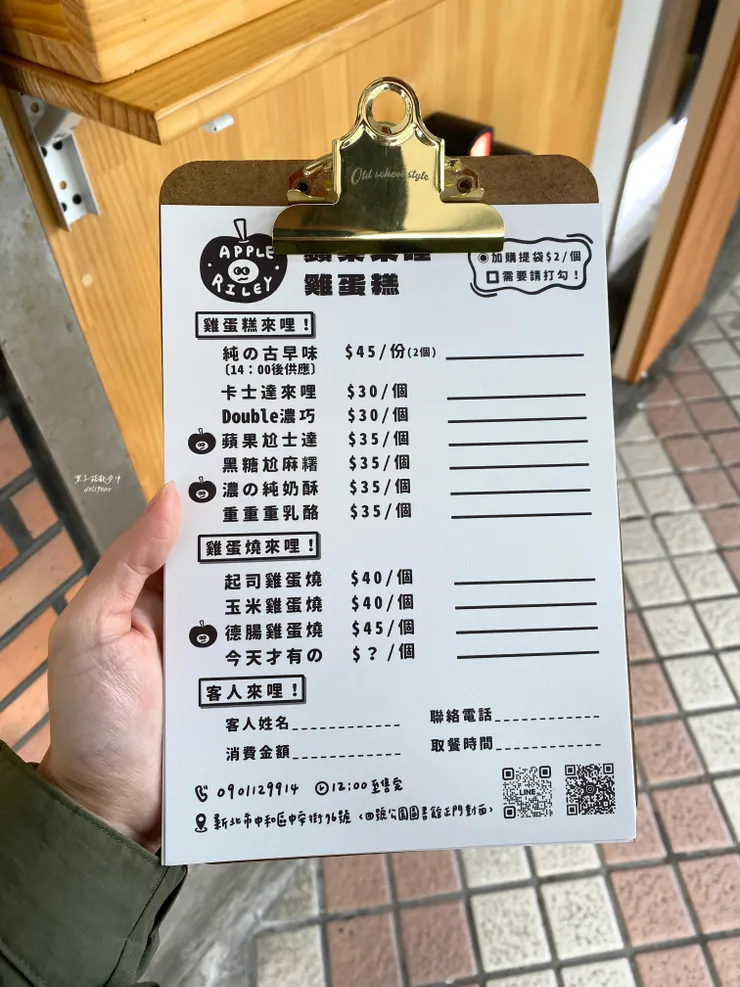 Old school style
APPLE
RILEY
蘋果來哩
雞蛋糕
加購提袋$2/個
需要請打勾！
雞蛋糕來哩！
純の古早味 $45/份(2個)
〔14：00後供應〕
卡士達來哩 $30/個
Double濃巧 $30/個
蘋果尬士達 $35/個
黑糖尬麻糬 $35/個
濃の純奶酥 $35/個
重重重乳酪 $35/個
雞蛋燒來哩！
起司雞蛋燒 $40/個
玉米雞蛋燒 $40/個
德腸雞蛋燒 $45/個
今天才有の $？/個
客人來哩！
客人姓名 聯絡電話
消費金額 取餐時間
0901129914 12:00至售完
新北市中和區中安街76號（四號公園圖書館正門對面）
LINE